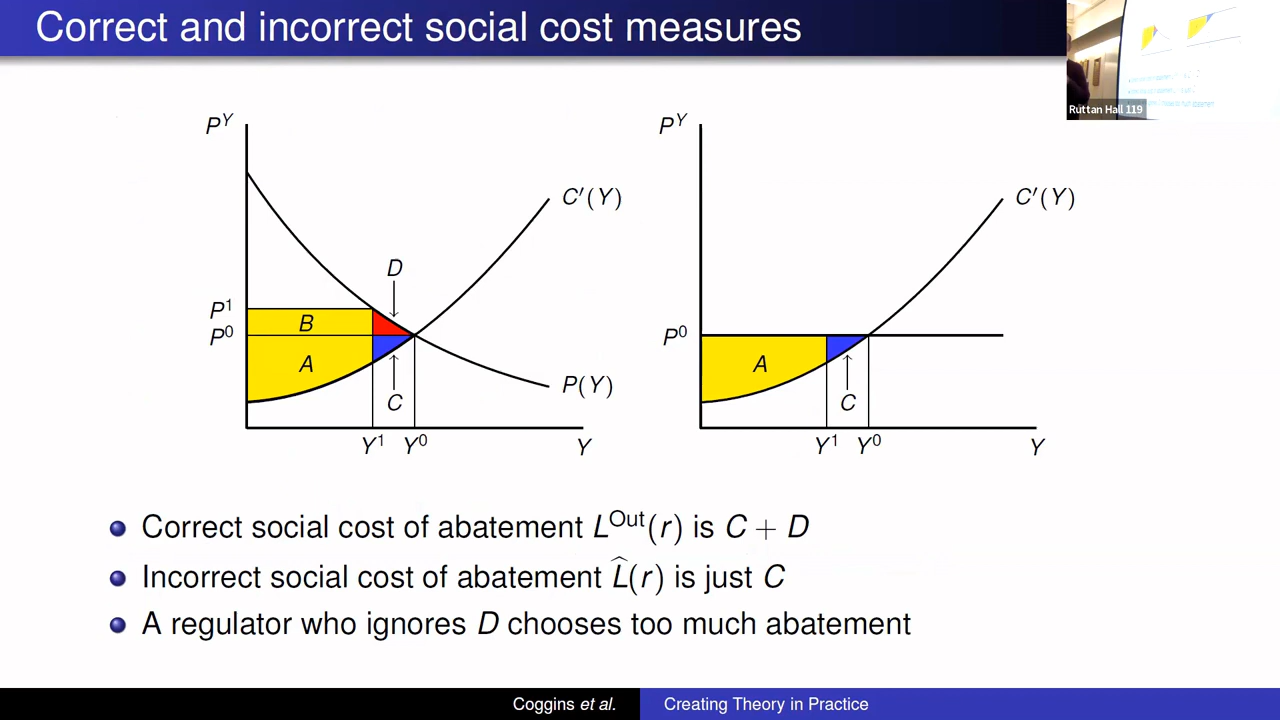 Correct and incorrect social cost measures
Ruttan Hall 119
P^Y
C′(Y)
D
P^1
B
P^0
A
P(Y)
C
Y^1 Y^0
Y
P^Y
C′(Y)
P^0
A
C
Y^1 Y^0
Y
Correct social cost of abatement L^Out(r) is C + D
Incorrect social cost of abatement L̂(r) is just C
A regulator who ignores D chooses too much abatement
Coggins et al.
Creating Theory in Practice